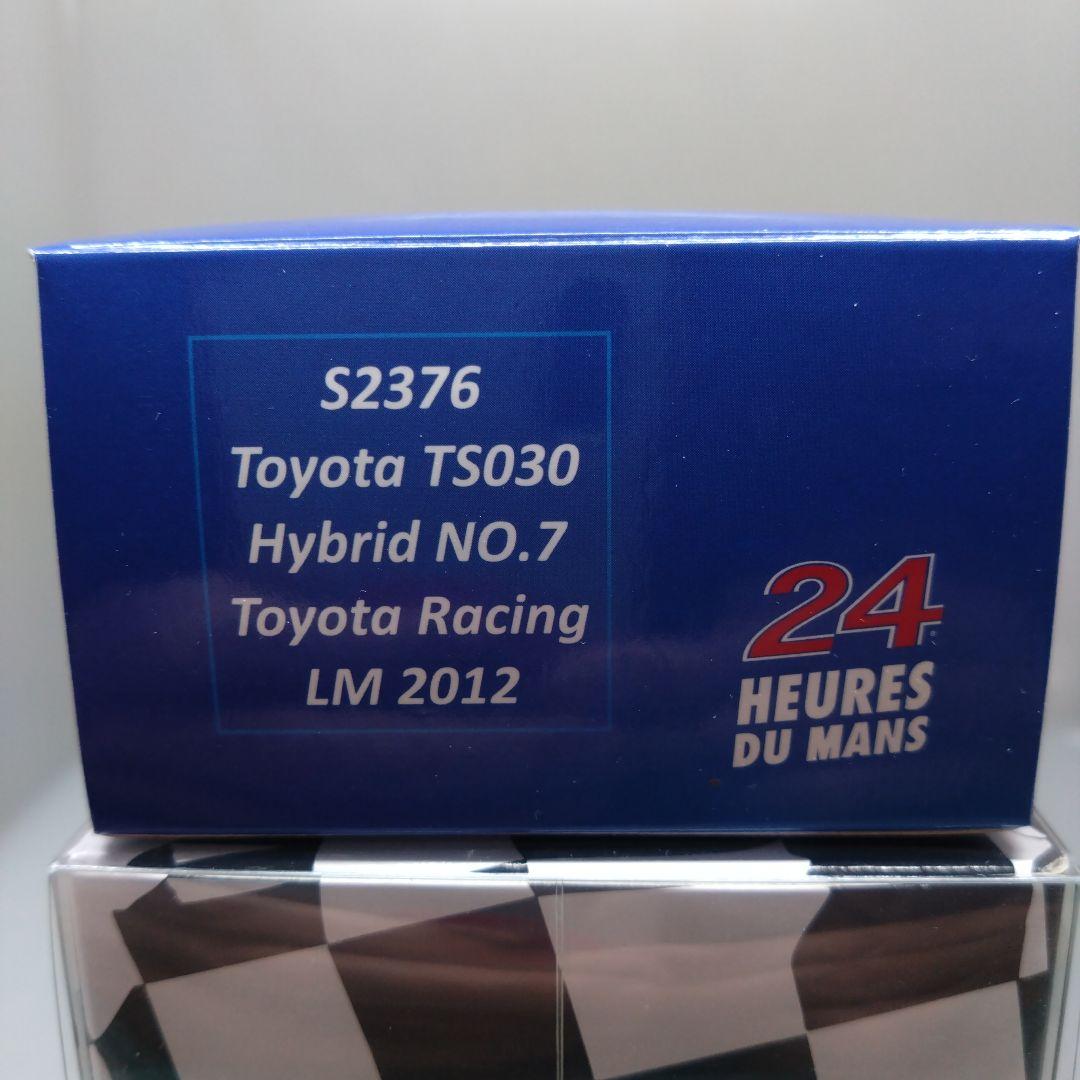 S2376
Toyota TS030
Hybrid NO.7
Toyota Racing
LM 2012
24
HEURES
DU MANS